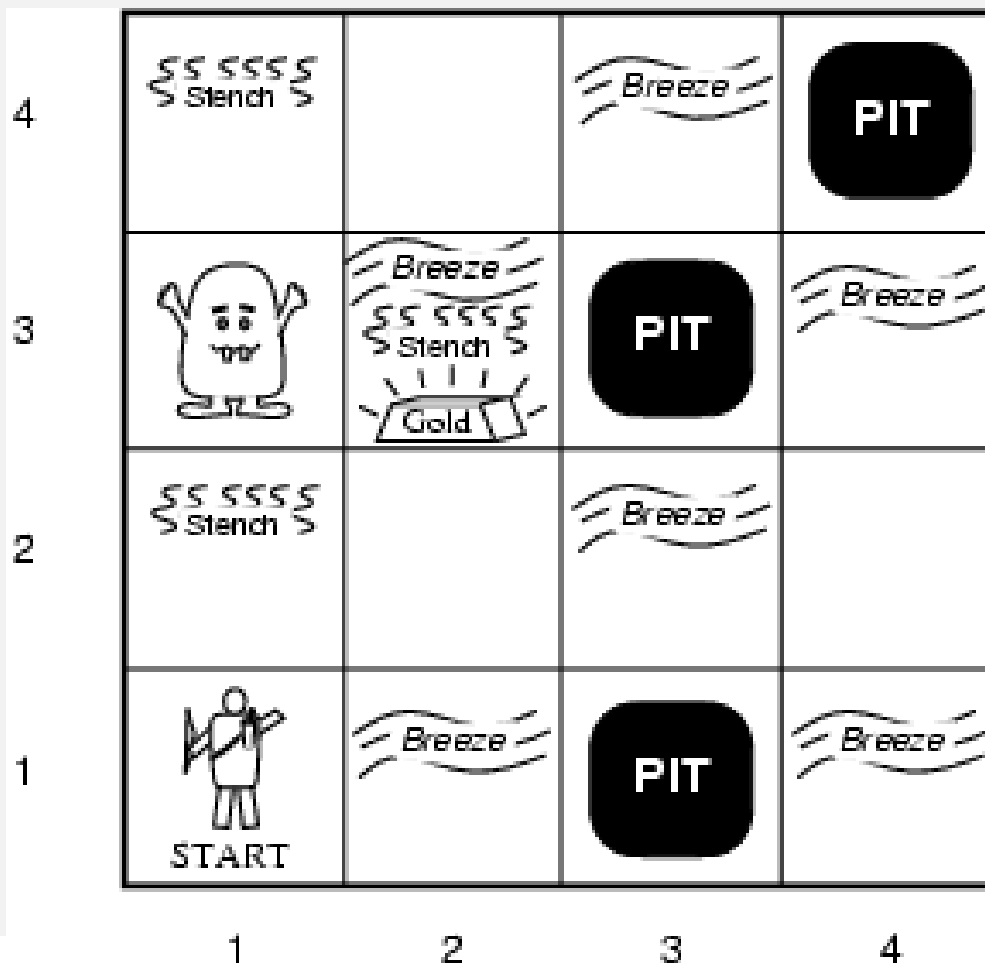 4
Stench
Breeze
PIT
3
Breeze
Stench
Gold
PIT
Breeze
2
Stench
Breeze
1
START
Breeze
PIT
Breeze
1 2 3 4